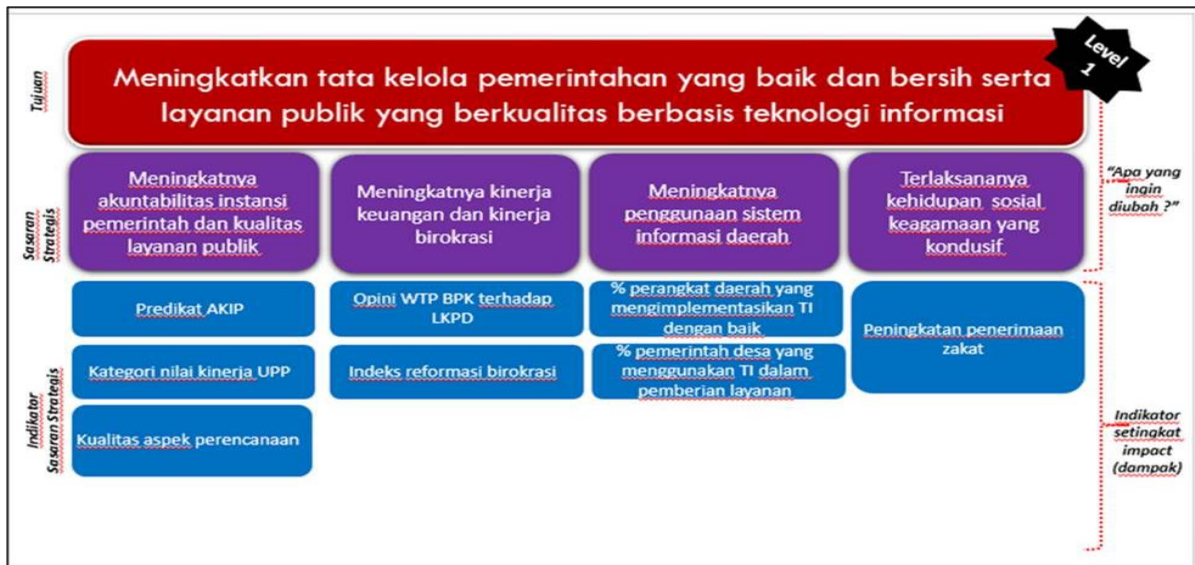 Level
1
Tujuan
Meningkatkan tata kelola pemerintahan yang baik dan bersih serta
layanan publik yang berkualitas berbasis teknologi informasi
Sasaran
Strategis
Meningkatnya
akuntabilitas instansi
pemerintah dan kualitas
layanan publik
Meningkatnya kinerja
keuangan dan kinerja
birokrasi
Meningkatnya
penggunaan sistem
informasi daerah
Terlaksananya
kehidupan sosial
keagamaan yang
kondusif
"Apa yang
ingin
diubah ?"
Indikator
Sasaran Strategis
Predikat AKIP
Opini WTP BPK terhadap
LKPD
% perangkat daerah yang
mengimplementasikan TI
dengan baik
Peningkatan penerimaan
zakat
Kategori nilai kinerja UPP
Indeks reformasi birokrasi
% pemerintah desa yang
menggunakan TI dalam
pemberian layanan
Kualitas aspek perencanaan
Indikator
setingkat
impact
(dampak)